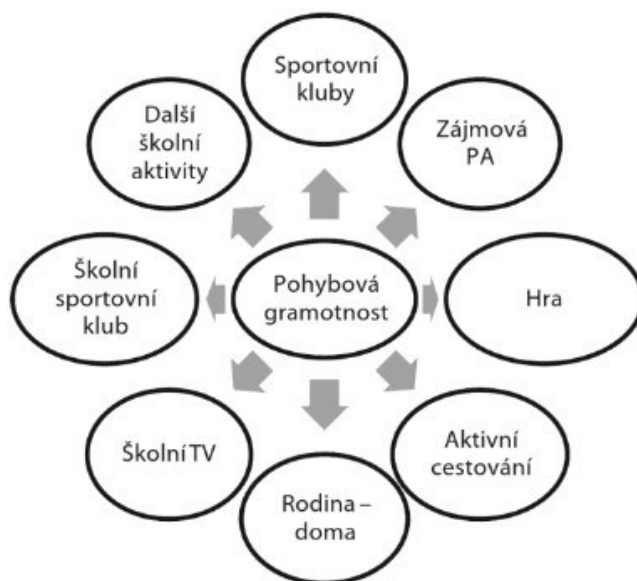 Sportovní
kluby
Zájmová
PA
Hra
Aktivní
cestování
Rodina –
doma
Školní TV
Školní
sportovní
klub
Další
školní
aktivity
Pohybová
gramotnost